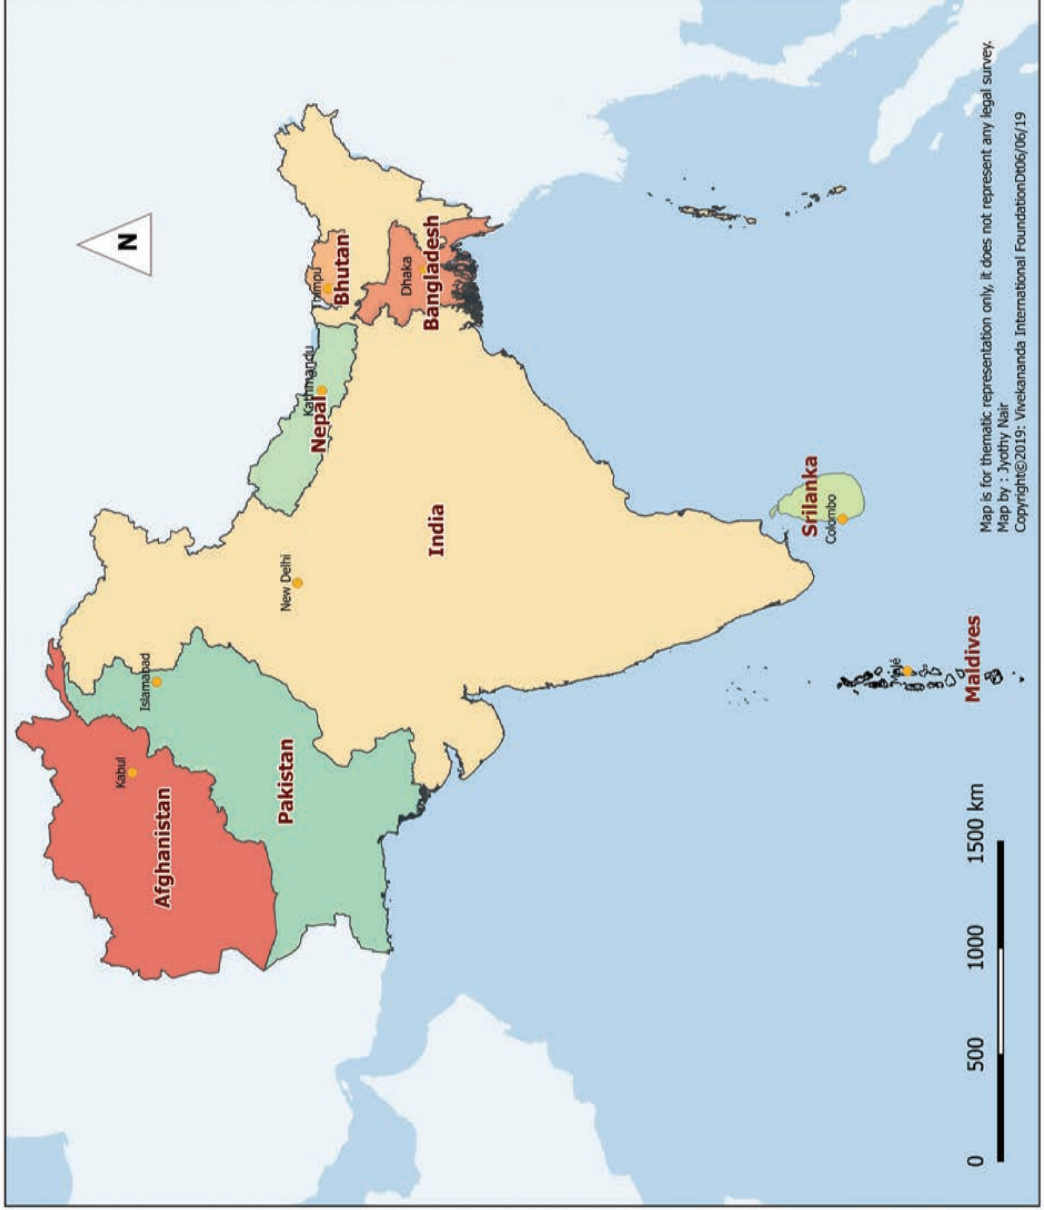 N
Kabul
Afghanistan
Islamabad
Pakistan
New Delhi
India
Kathmandu
Nepal
Thimpu
Bhutan
Dhaka
Bangladesh
Srilanka
Colombo
Malé
Maldives
0 500 1000 1500 km
Map is for thematic representation only, it does not represent any legal survey.
Map by : Jyothy Nair
Copyright©2019: Vivekananda International FoundationDt06/06/19